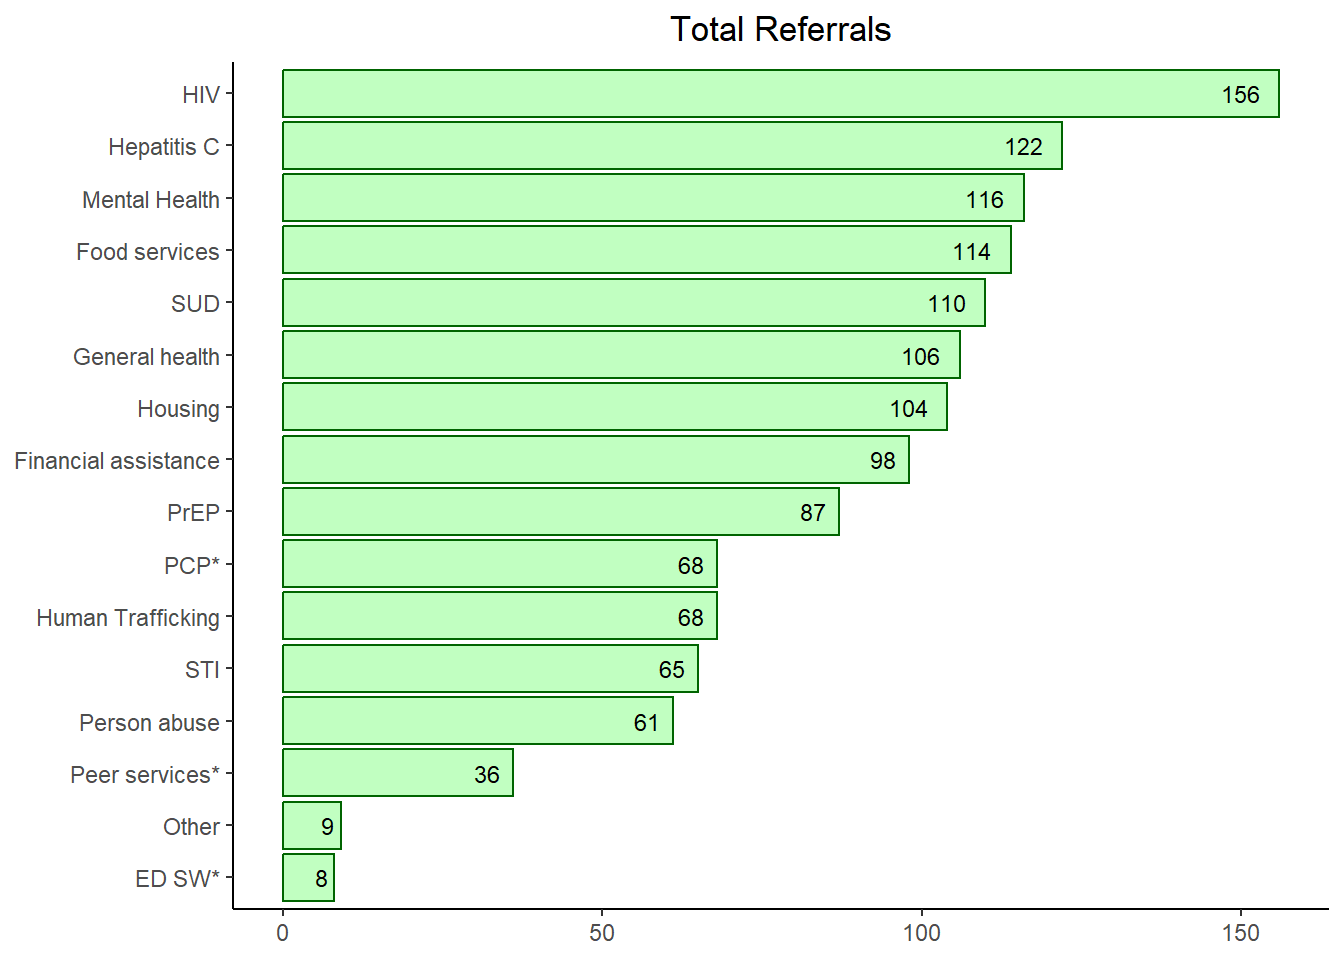 Total Referrals
HIV 156
Hepatitis C 122
Mental Health 116
Food services 114
SUD 110
General health 106
Housing 104
Financial assistance 98
PrEP 87
PCP* 68
Human Trafficking 68
STI 65
Person abuse 61
Peer services* 36
Other 9
ED SW* 8
0 50 100 150